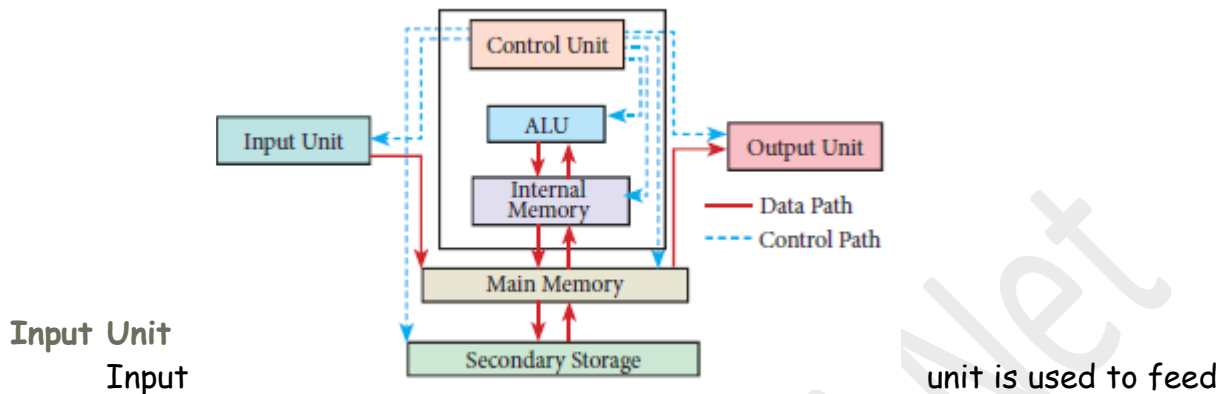 Control Unit
ALU
Input Unit
Output Unit
Internal
Memory
Data Path
Control Path
Main Memory
Input Unit
Secondary Storage
Input unit is used to feed